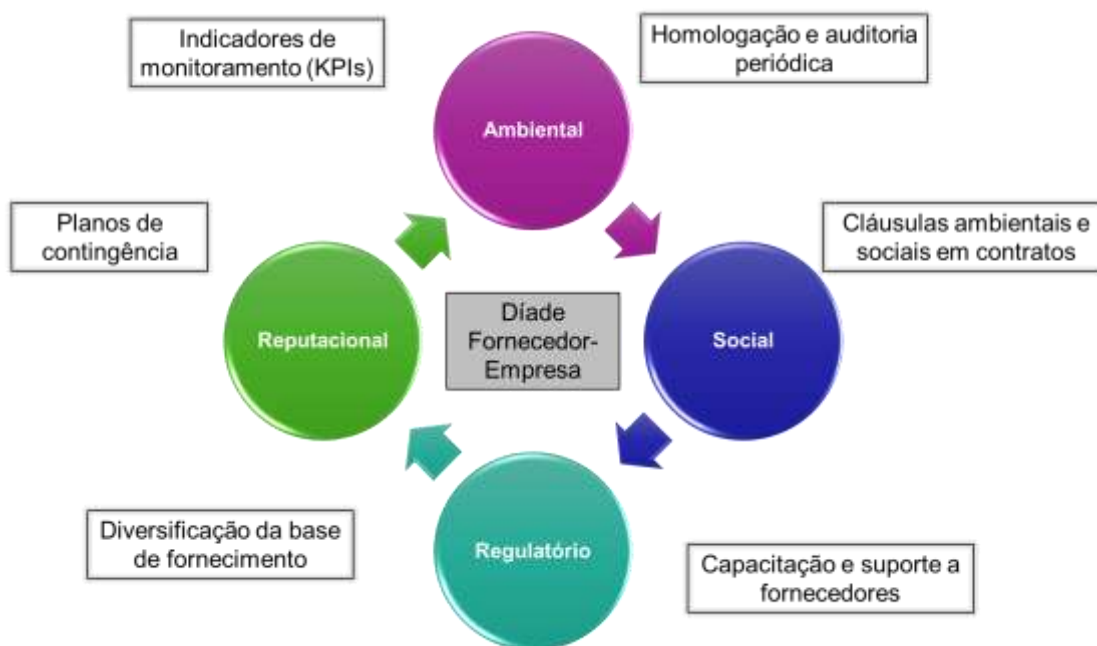 Indicadores de
monitoramento (KPIs)
Homologação e auditoria
periódica
Ambiental
Planos de
contingência
Cláusulas ambientais e
sociais em contratos
Reputacional
Díade
Fornecedor-
Empresa
Social
Diversificação da base
de fornecimento
Regulatório
Capacitação e suporte a
fornecedores